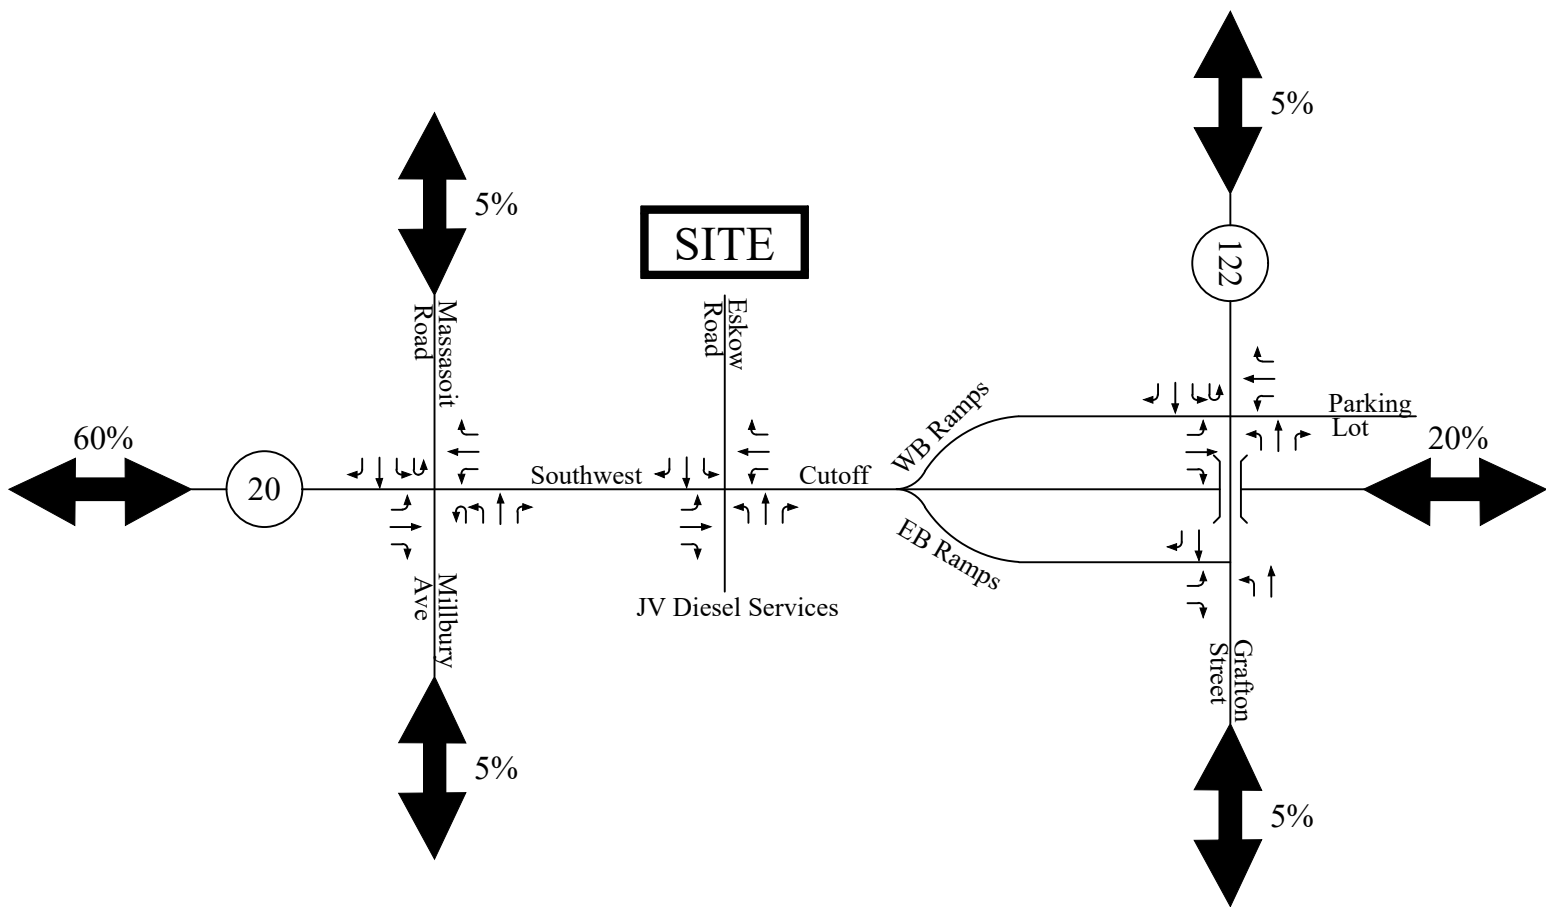 5%
5%
SITE
122
Massasoit
Road
Eskow
Road
60%
20
Southwest
Cutoff
WB Ramps
Parking
Lot
20%
EB Ramps
Millbury
Ave
JV Diesel Services
Grafton
Street
5%
5%